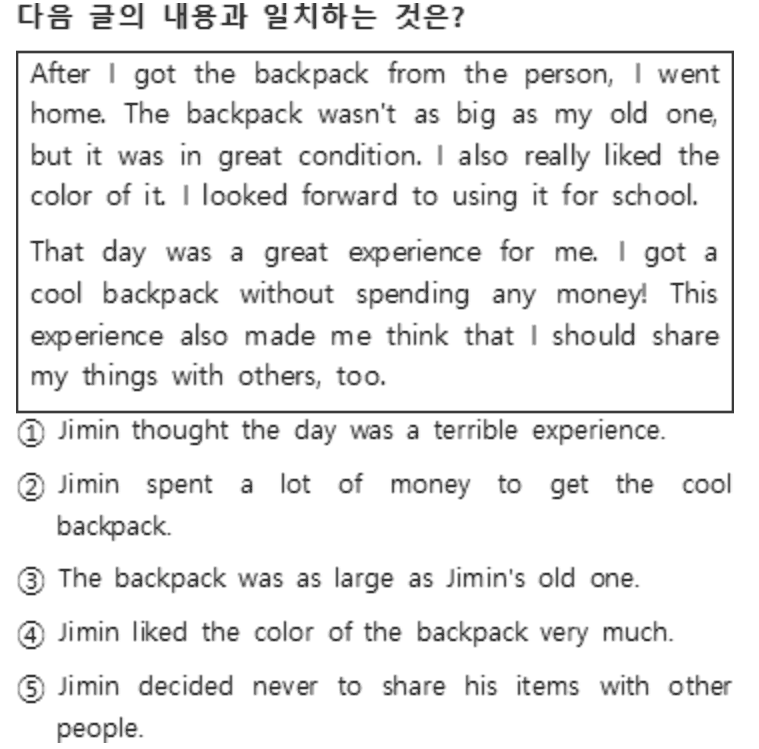 다음 글의 내용과 일치하는 것은?
After I got the backpack from the person, I went
home. The backpack wasn't as big as my old one,
but it was in great condition. I also really liked the
color of it. I looked forward to using it for school.
That day was a great experience for me. I got a
cool backpack without spending any money! This
experience also made me think that I should share
my things with others, too.
① Jimin thought the day was a terrible experience.
② Jimin spent a lot of money to get the cool
backpack.
③ The backpack was as large as Jimin's old one.
④ Jimin liked the color of the backpack very much.
⑤ Jimin decided never to share his items with other
people.